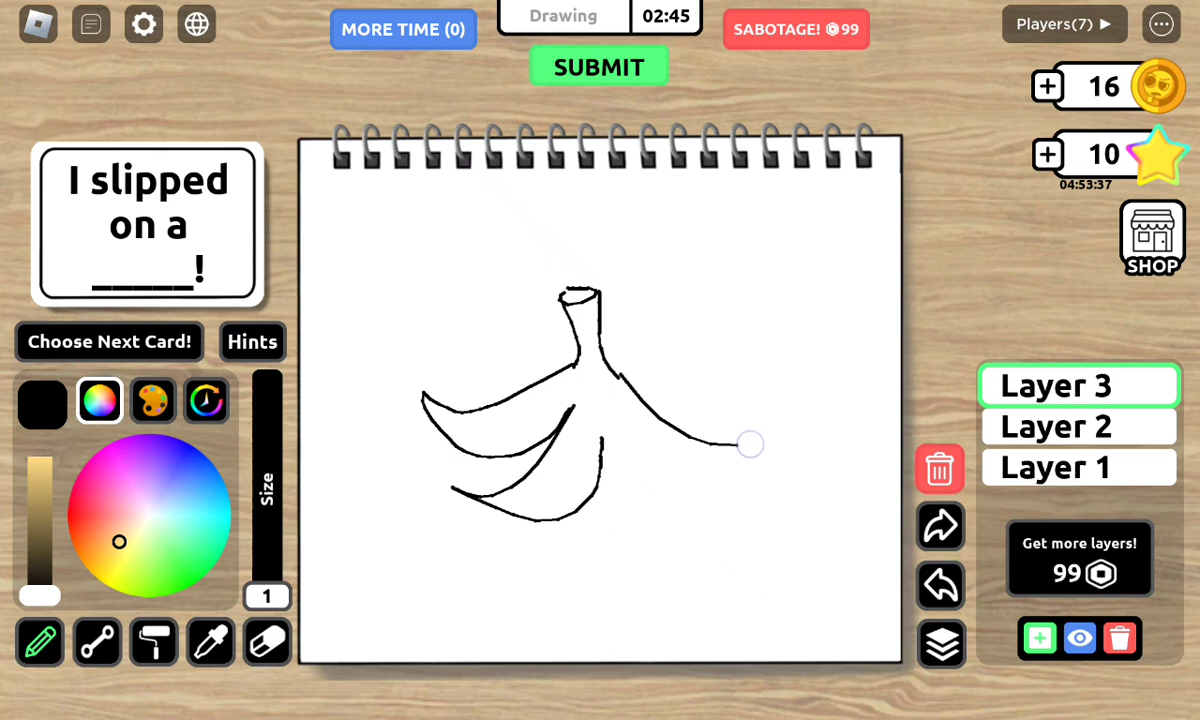 MORE TIME (0)
Drawing
02:45
SABOTAGE! 99
Players(7)
SUBMIT
16
10
04:53:37
SHOP
I slipped
on a
_____!
Choose Next Card!
Hints
Size
1
Layer 3
Layer 2
Layer 1
Get more layers!
99